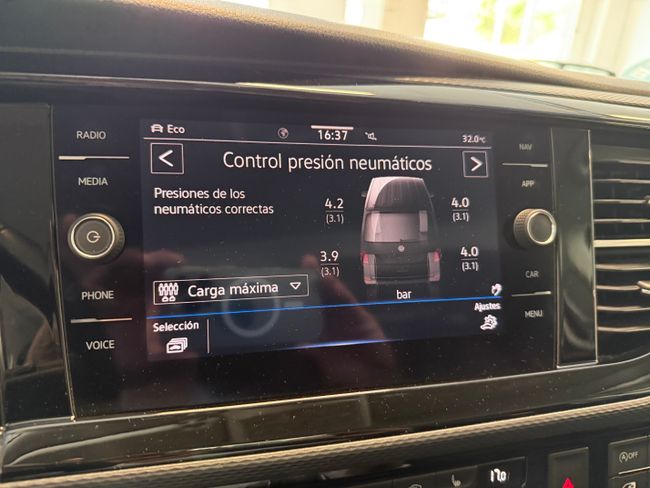 RADIO
MEDIA
PHONE
VOICE
Eco
16:37
32.0°C
Control presión neumáticos
Presiones de los
neumáticos correctas
4.2
(3.1)
4.0
(3.1)
3.9
(3.1)
4.0
(3.1)
Carga máxima
bar
Selección
Ajustes
NAV
APP
CAR
MENU
17.0
OFF